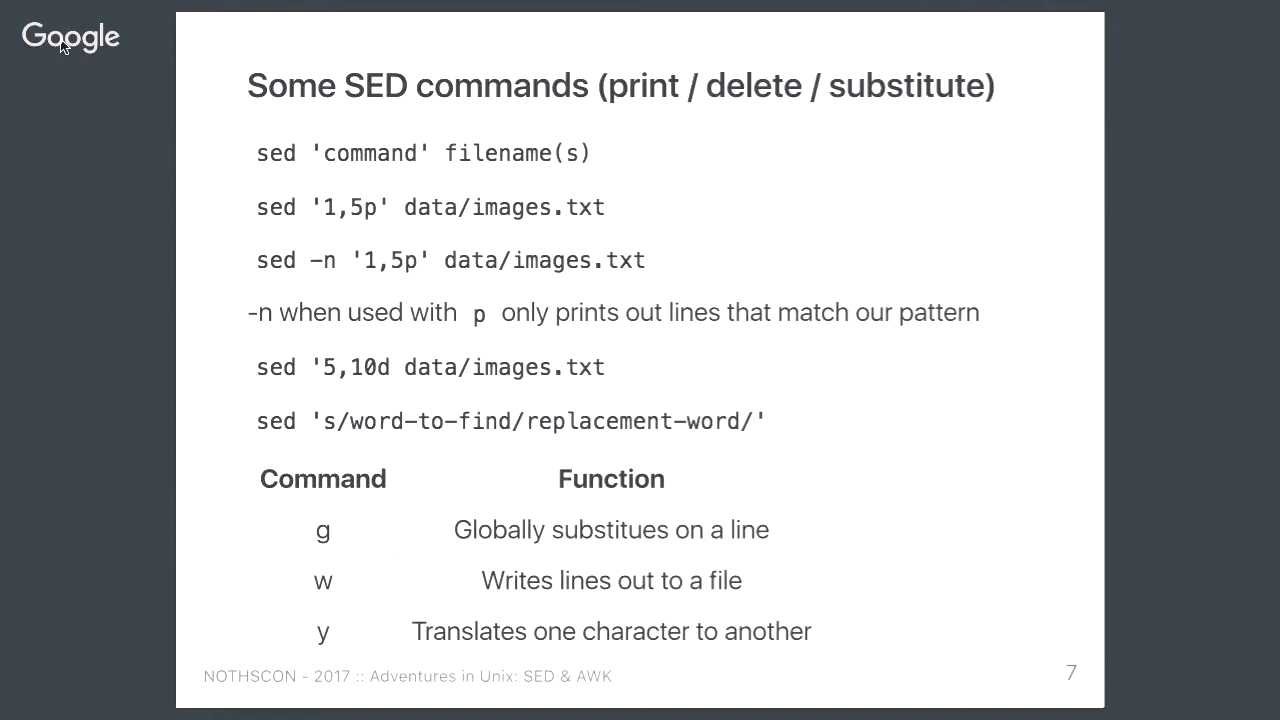 Google
Some SED commands (print / delete / substitute)
sed 'command' filename(s)
sed '1,5p' data/images.txt
sed -n '1,5p' data/images.txt
-n when used with p only prints out lines that match our pattern
sed '5,10d data/images.txt
sed 's/word-to-find/replacement-word/'
Command Function
g Globally substitues on a line
w Writes lines out to a file
y Translates one character to another
NOTHSCON - 2017 :: Adventures in Unix: SED & AWK 7